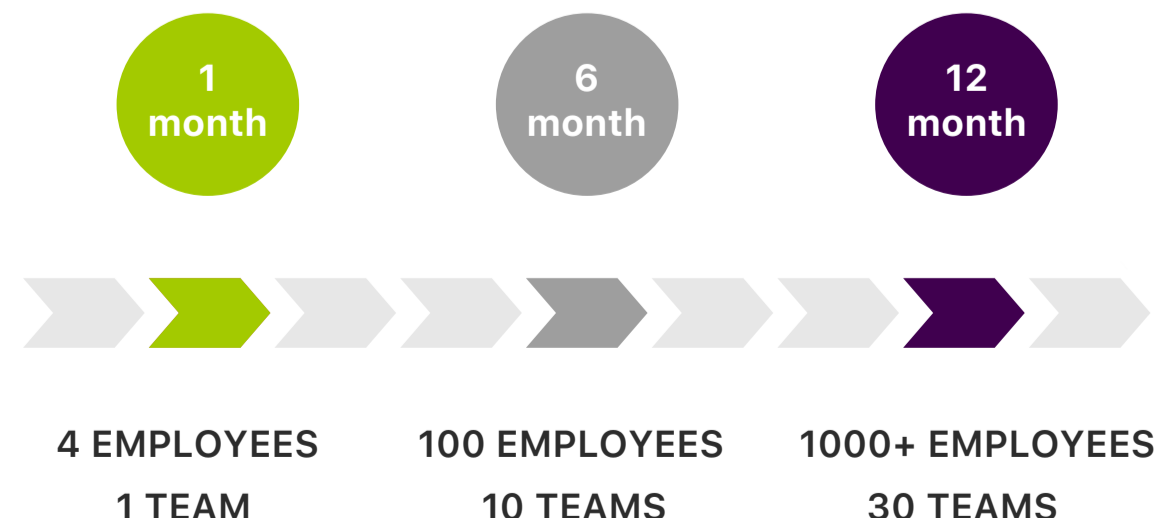 1
month
6
month
12
month
4 EMPLOYEES
1 TEAM
100 EMPLOYEES
10 TEAMS
1000+ EMPLOYEES
30 TEAMS